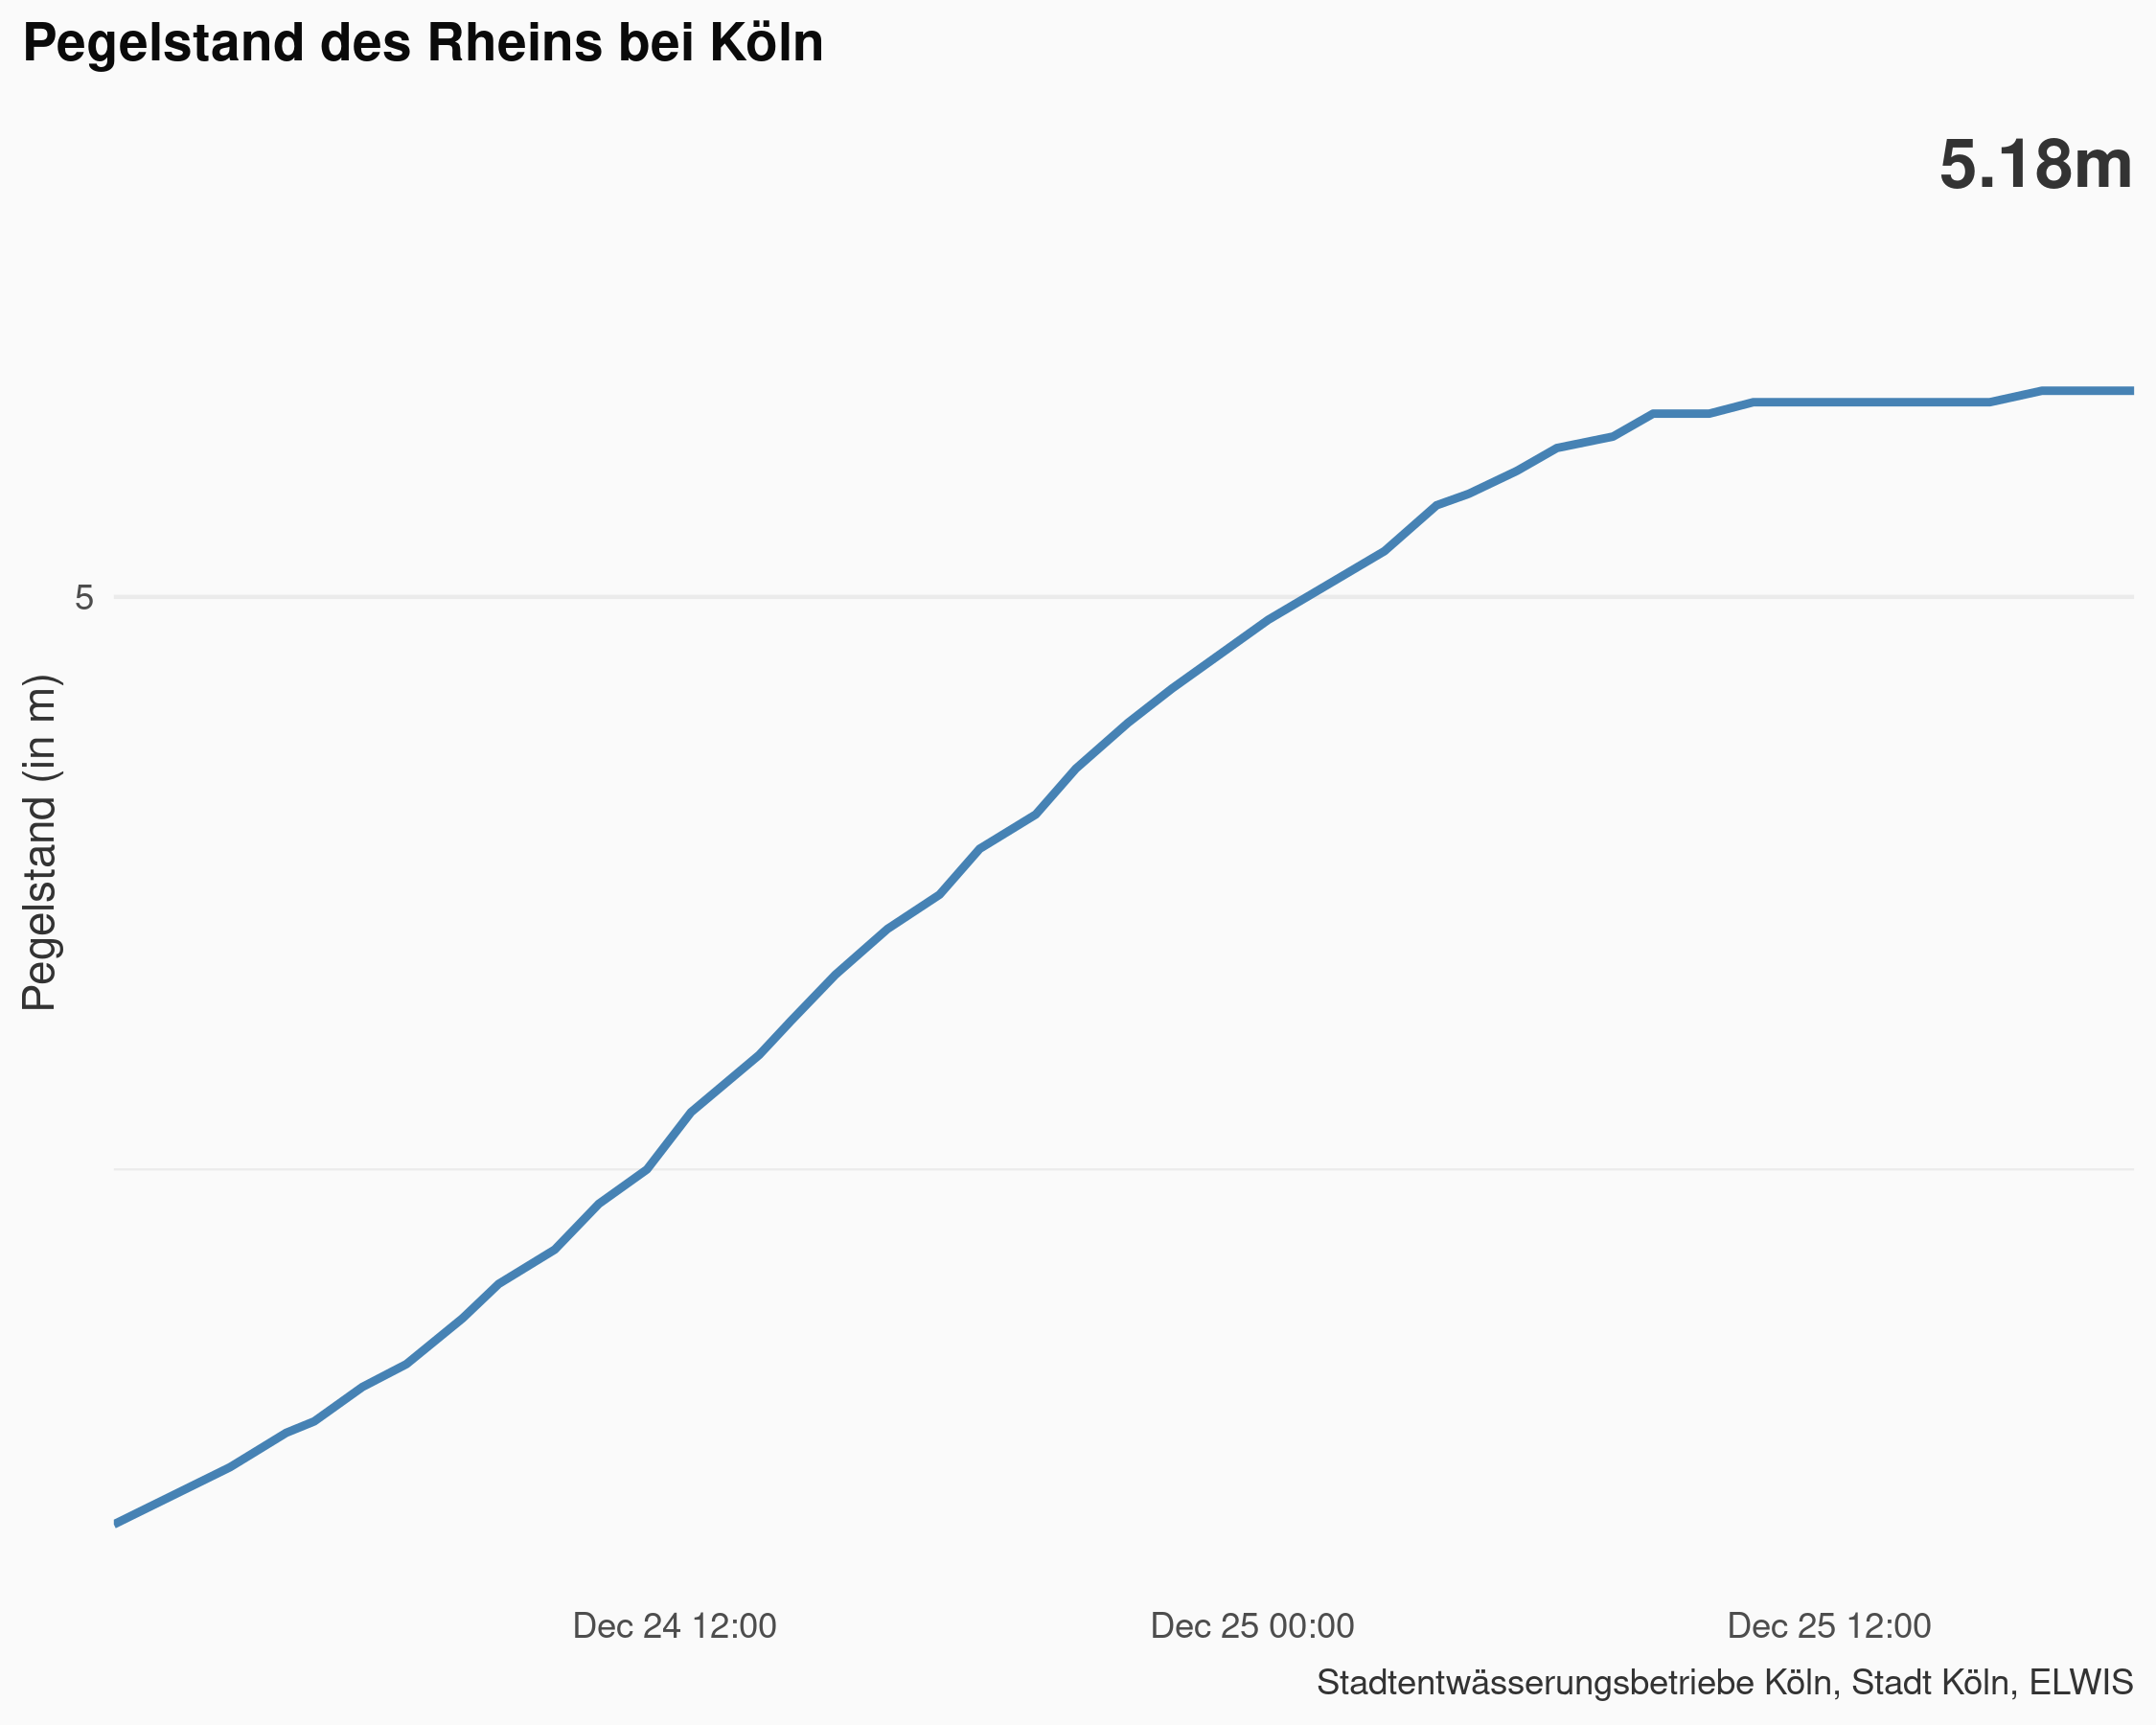 Pegelstand des Rheins bei Köln
5.18m
5
Pegelstand (in m)
Dec 24 12:00
Dec 25 00:00
Dec 25 12:00
Stadtentwässerungsbetriebe Köln, Stadt Köln, ELWIS